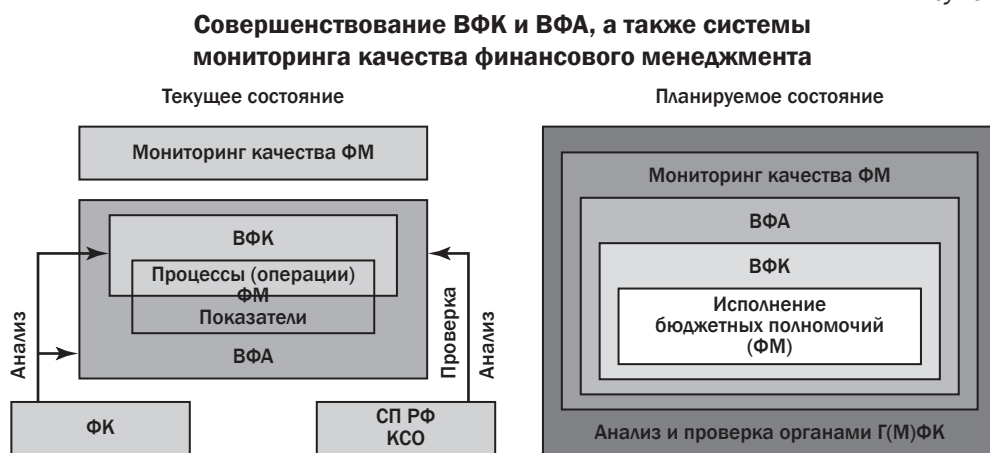 Совершенствование ВФК и ВФА, а также системы
мониторинга качества финансового менеджмента
Текущее состояние
Мониторинг качества ФМ
ВФК
Процессы (операции)
ФМ
Показатели
ВФА
Анализ
Проверка
Анализ
ФК
СП РФ
КСО
Планируемое состояние
Мониторинг качества ФМ
ВФА
ВФК
Исполнение
бюджетных полномочий
(ФМ)
Анализ и проверка органами Г(М)ФК